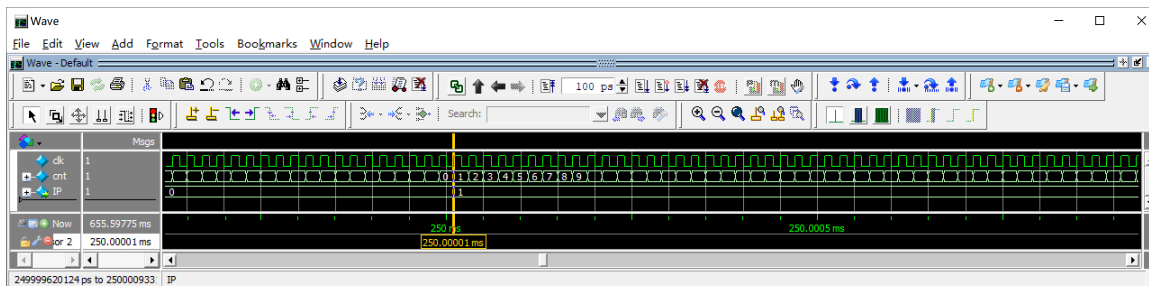 Wave
File Edit View Add Format Tools Bookmarks Window Help
Wave - Default
100 ps
Search:
Msgs
clk 1
cnt 1 0 1 2 3 4 5 6 7 8 9
IP 1 0 1
Now 655.59775 ms 250 ms 250.0005 ms
sor 2 250.00001 ms 250.00001 ms
249999620124 ps to 250000933 IP